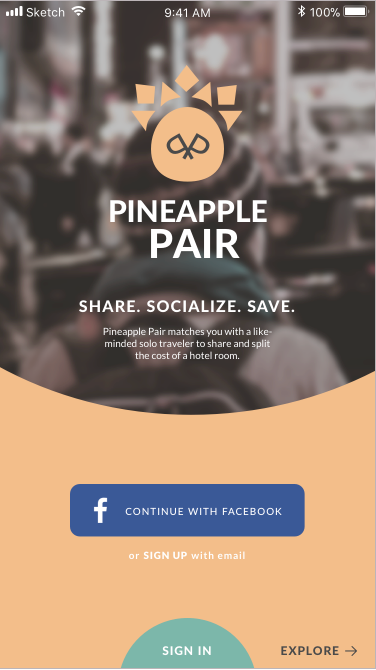 Sketch 9:41 AM 100%
PINEAPPLE
PAIR
SHARE. SOCIALIZE. SAVE.
Pineapple Pair matches you with a like-
minded solo traveler to share and split
the cost of a hotel room.
f CONTINUE WITH FACEBOOK
or SIGN UP with email
SIGN IN
EXPLORE →